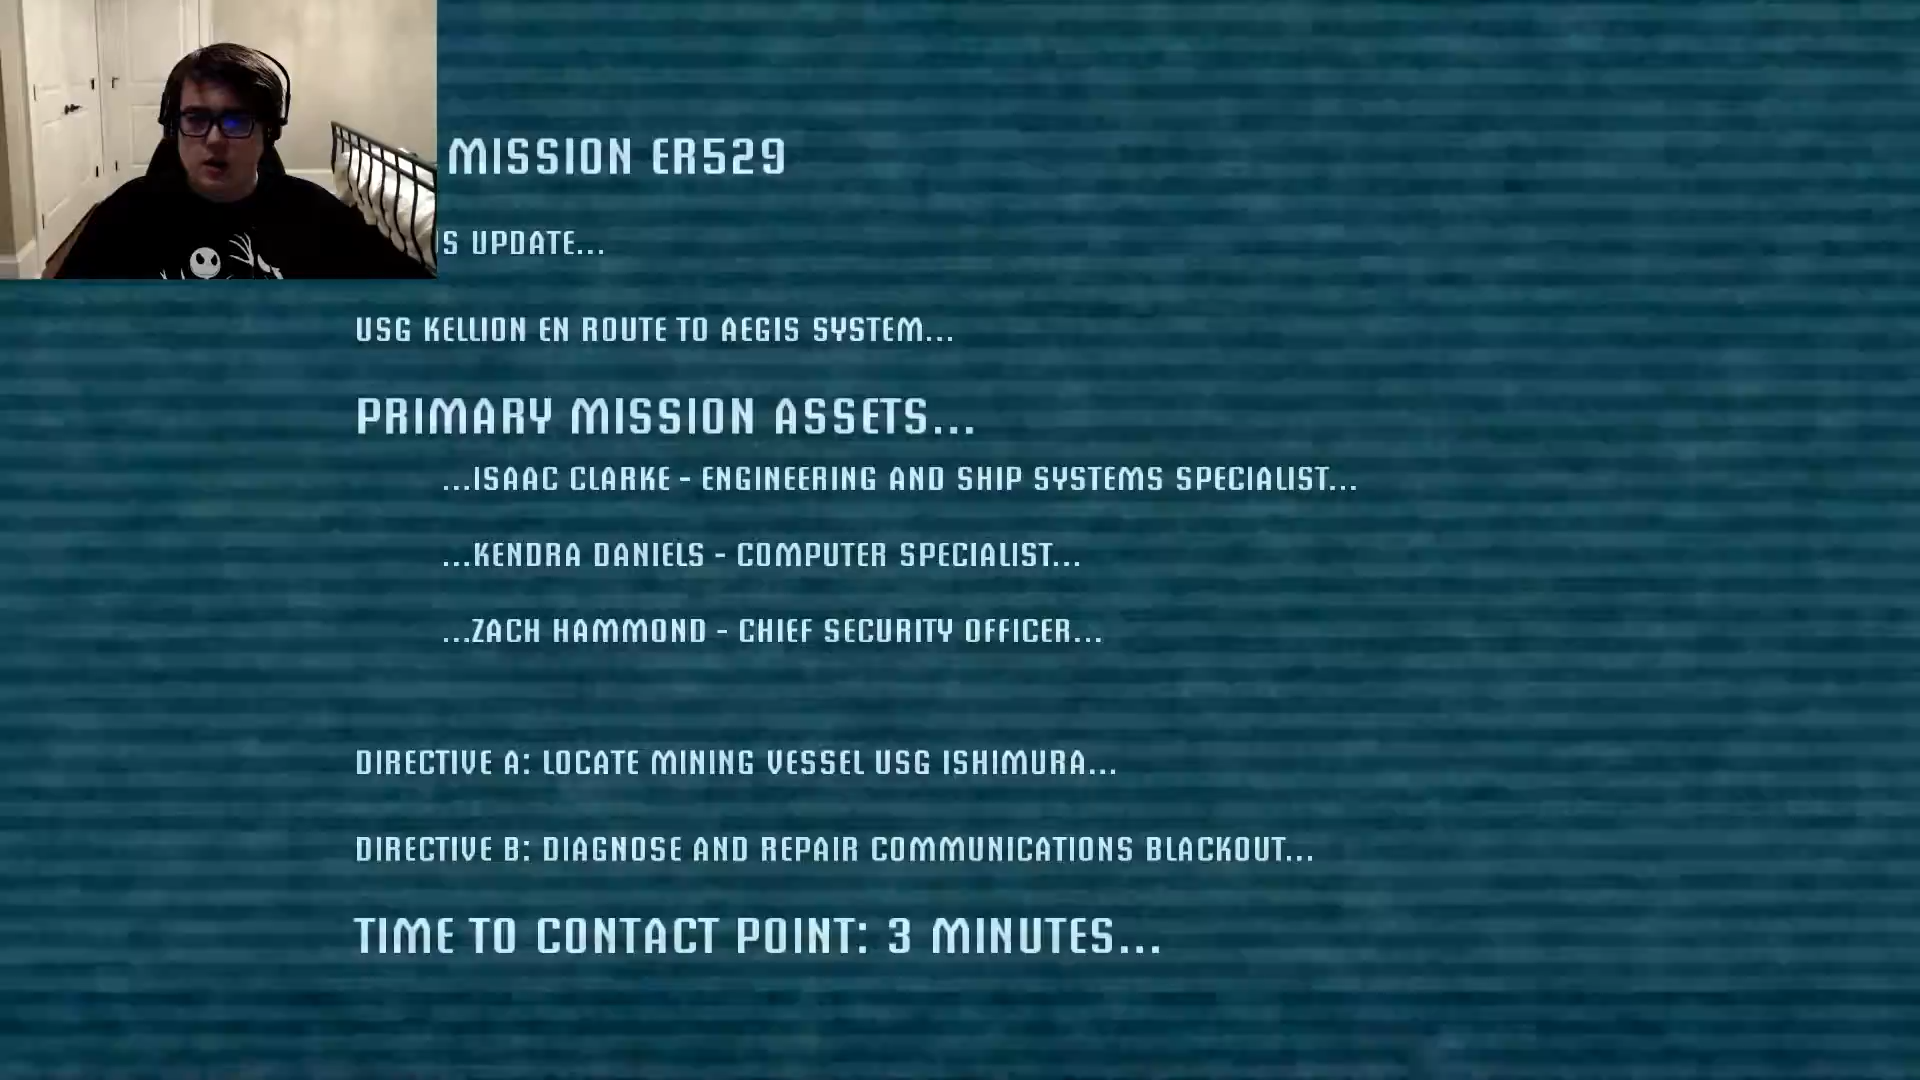 MISSION ER529
S UPDATE...
USG KELLION EN ROUTE TO AEGIS SYSTEM...
PRIMARY MISSION ASSETS...
...ISAAC CLARKE - ENGINEERING AND SHIP SYSTEMS SPECIALIST...
...KENDRA DANIELS - COMPUTER SPECIALIST...
...ZACH HAMMOND - CHIEF SECURITY OFFICER...
DIRECTIVE A: LOCATE MINING VESSEL USG ISHIMURA...
DIRECTIVE B: DIAGNOSE AND REPAIR COMMUNICATIONS BLACKOUT...
TIME TO CONTACT POINT: 3 MINUTES...